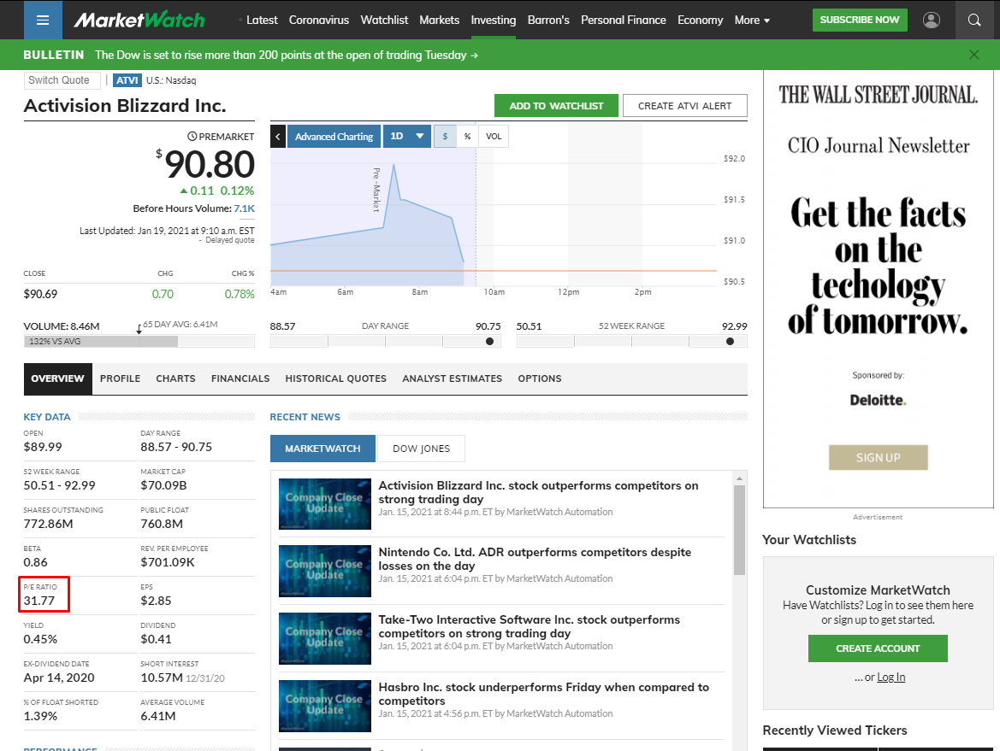 MarketWatch
Latest Coronavirus Watchlist Markets Investing Barron's Personal Finance Economy More
SUBSCRIBE NOW
BULLETIN The Dow is set to rise more than 200 points at the open of trading Tuesday →
Switch Quote | ATVI U.S.: Nasdaq
Activision Blizzard Inc.
ADD TO WATCHLIST
CREATE ATVI ALERT
PREMARKET
$90.80
0.11 0.12%
Before Hours Volume: 7.1K
Last Updated: Jan 19, 2021 at 9:10 a.m. EST
- Delayed quote
CLOSE CHG CHG %
$90.69 0.70 0.78%
VOLUME: 8.46M 65 DAY AVG: 6.41M
132% VS AVG
Advanced Charting 1D $ % VOL
Pre-Market
$92.0
$91.5
$91.0
$90.5
4am 6am 8am 10am 12pm 2pm
88.57 DAY RANGE 90.75
50.51 52 WEEK RANGE 92.99
OVERVIEW PROFILE CHARTS FINANCIALS HISTORICAL QUOTES ANALYST ESTIMATES OPTIONS
KEY DATA
OPEN DAY RANGE
$89.99 88.57 - 90.75
52 WEEK RANGE MARKET CAP
50.51 - 92.99 $70.09B
SHARES OUTSTANDING PUBLIC FLOAT
772.86M 760.8M
BETA REV. PER EMPLOYEE
0.86 $701.09K
P/E RATIO EPS
31.77 $2.85
YIELD DIVIDEND
0.45% $0.41
EX-DIVIDEND DATE SHORT INTEREST
Apr 14, 2020 10.57M 12/31/20
% OF FLOAT SHORTED AVERAGE VOLUME
1.39% 6.41M
PERFORMANCE
RECENT NEWS
MARKETWATCH DOW JONES
Company Close
Update
Activision Blizzard Inc. stock outperforms competitors on
strong trading day
Jan. 15, 2021 at 8:44 p.m. ET by MarketWatch Automation
Company Close
Update
Nintendo Co. Ltd. ADR outperforms competitors despite
losses on the day
Jan. 15, 2021 at 6:04 p.m. ET by MarketWatch Automation
Company Close
Update
Take-Two Interactive Software Inc. stock outperforms
competitors on strong trading day
Jan. 15, 2021 at 6:04 p.m. ET by MarketWatch Automation
Company Close
Update
Hasbro Inc. stock underperforms Friday when compared to
competitors
Jan. 15, 2021 at 4:56 p.m. ET by MarketWatch Automation
THE WALL STREET JOURNAL.
CIO Journal Newsletter
Get the facts
on the
techology
of tomorrow.
Sponsored by:
Deloitte.
SIGN UP
Advertisement
Your Watchlists
Customize MarketWatch
Have Watchlists? Log in to see them here
or sign up to get started.
CREATE ACCOUNT
... or Log In
Recently Viewed Tickers